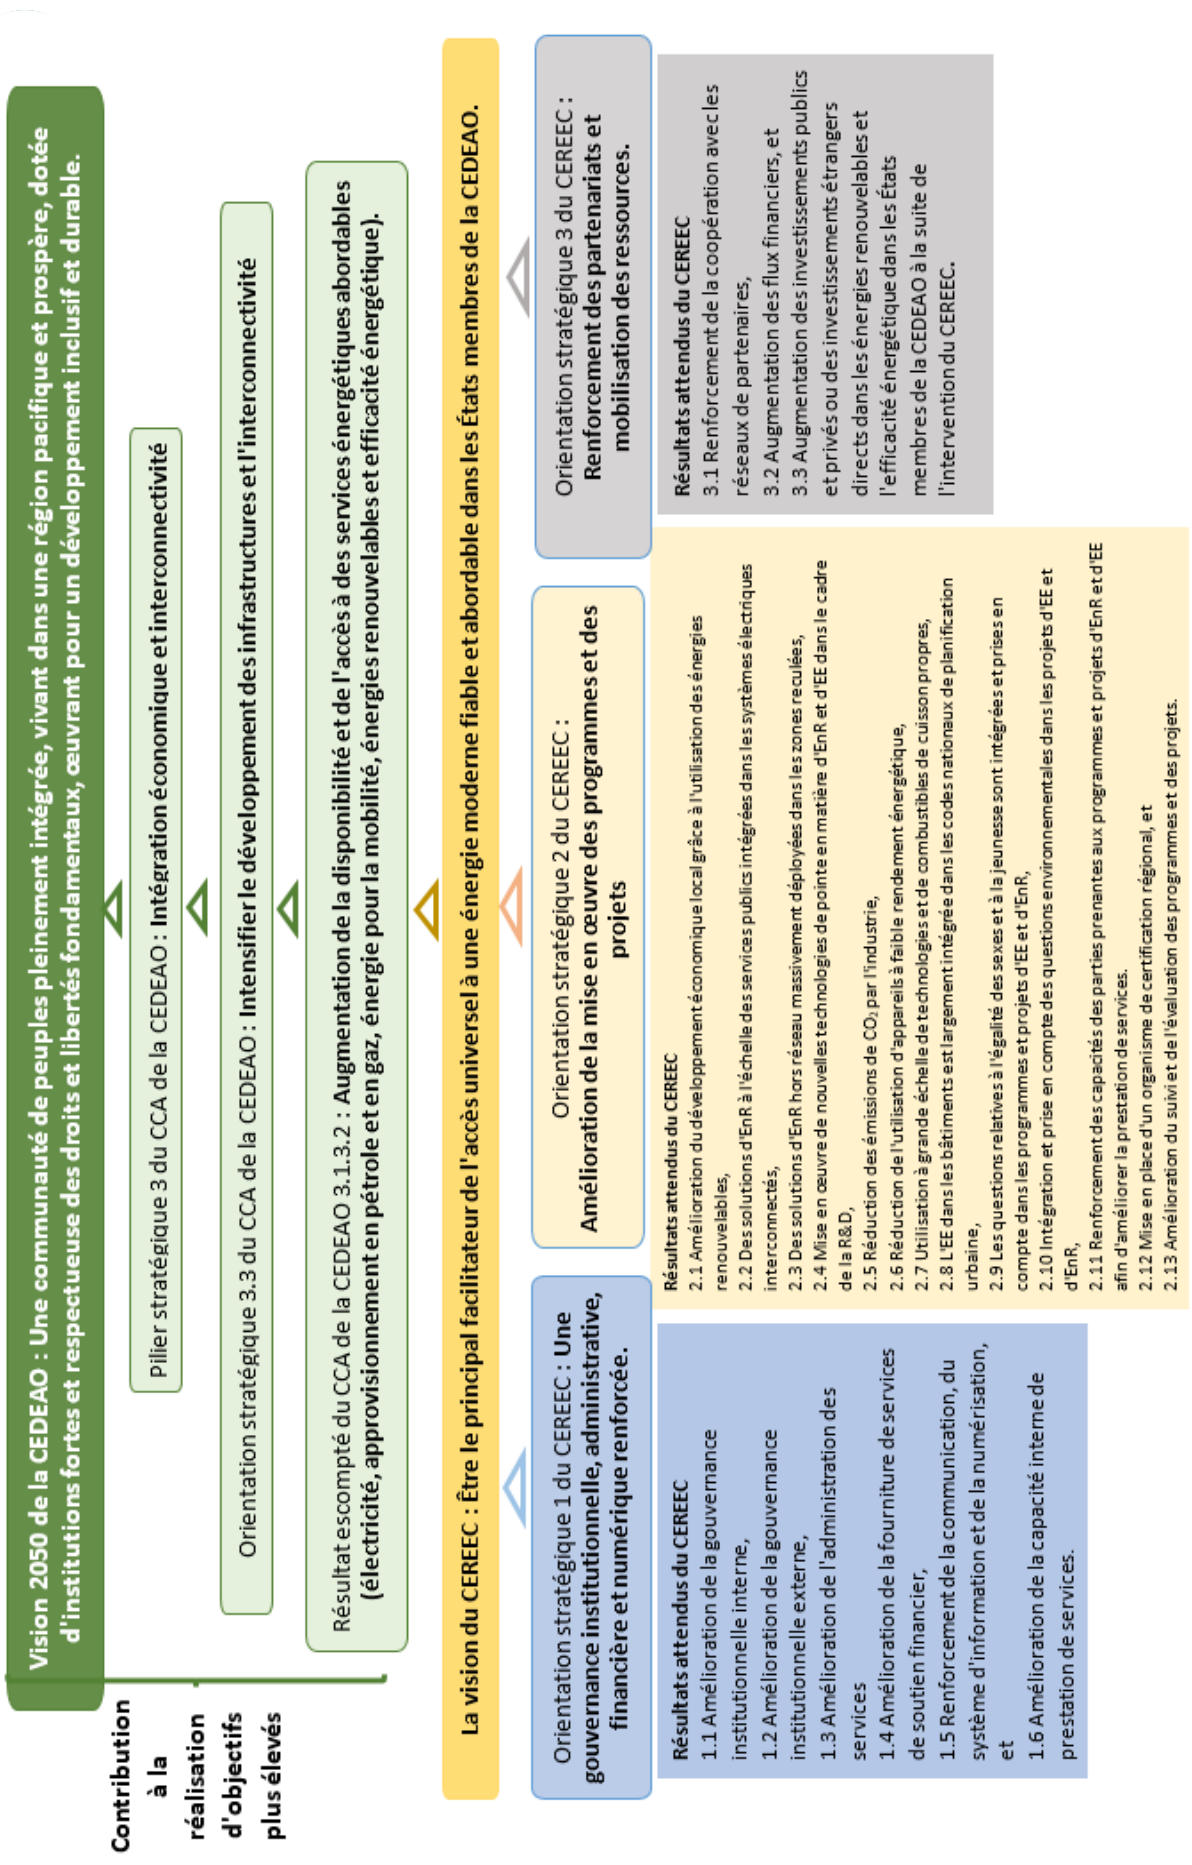 Vision 2050 de la CEDEAO : Une communauté de peuples pleinement intégrée, vivant dans une région pacifique et prospère, dotée
d'institutions fortes et respectueuse des droits et libertés fondamentaux, œuvrant pour un développement inclusif et durable.
Contribution
à la
réalisation
d'objectifs
plus élevés
Pilier stratégique 3 du CCA de la CEDEAO : Intégration économique et interconnectivité
Orientation stratégique 3.3 du CCA de la CEDEAO : Intensifier le développement des infrastructures et l'interconnectivité
Résultat escompté du CCA de la CEDEAO 3.1.3.2 : Augmentation de la disponibilité et de l'accès à des services énergétiques abordables
(électricité, approvisionnement en pétrole et en gaz, énergie pour la mobilité, énergies renouvelables et efficacité énergétique).
La vision du CEREEC : Être le principal facilitateur de l'accès universel à une énergie moderne fiable et abordable dans les États membres de la CEDEAO.
Orientation stratégique 1 du CEREEC : Une
gouvernance institutionnelle, administrative,
financière et numérique renforcée.
Résultats attendus du CEREEC
1.1 Amélioration de la gouvernance
institutionnelle interne,
1.2 Amélioration de la gouvernance
institutionnelle externe,
1.3 Amélioration de l'administration des
services
1.4 Amélioration de la fourniture de services
de soutien financier,
1.5 Renforcement de la communication, du
système d'information et de la numérisation,
et
1.6 Amélioration de la capacité interne de
prestation de services.
Orientation stratégique 2 du CEREEC :
Amélioration de la mise en œuvre des programmes et des
projets
Résultats attendus du CEREEC
2.1 Amélioration du développement économique local grâce à l'utilisation des énergies
renouvelables,
2.2 Des solutions d'EnR à l'échelle des services publics intégrées dans les systèmes électriques
interconnectés,
2.3 Des solutions d'EnR hors réseau massivement déployées dans les zones reculées,
2.4 Mise en œuvre de nouvelles technologies de pointe en matière d'EnR et d'EE dans le cadre
de la R&D,
2.5 Réduction des émissions de CO₂ par l'industrie,
2.6 Réduction de l'utilisation d'appareils à faible rendement énergétique,
2.7 Utilisation à grande échelle de technologies et de combustibles de cuisson propres,
2.8 L'EE dans les bâtiments est largement intégrée dans les codes nationaux de planification
urbaine,
2.9 Les questions relatives à l'égalité des sexes et à la jeunesse sont intégrées et prises en
compte dans les programmes et projets d'EE et d'EnR,
2.10 Intégration et prise en compte des questions environnementales dans les projets d'EE et
d'EnR,
2.11 Renforcement des capacités des parties prenantes aux programmes et projets d'EnR et d'EE
afin d'améliorer la prestation de services.
2.12 Mise en place d'un organisme de certification régional, et
2.13 Amélioration du suivi et de l'évaluation des programmes et des projets.
Orientation stratégique 3 du CEREEC :
Renforcement des partenariats et
mobilisation des ressources.
Résultats attendus du CEREEC
3.1 Renforcement de la coopération avec les
réseaux de partenaires,
3.2 Augmentation des flux financiers, et
3.3 Augmentation des investissements publics
et privés ou des investissements étrangers
directs dans les énergies renouvelables et
l'efficacité énergétique dans les États
membres de la CEDEAO à la suite de
l'intervention du CEREEC.